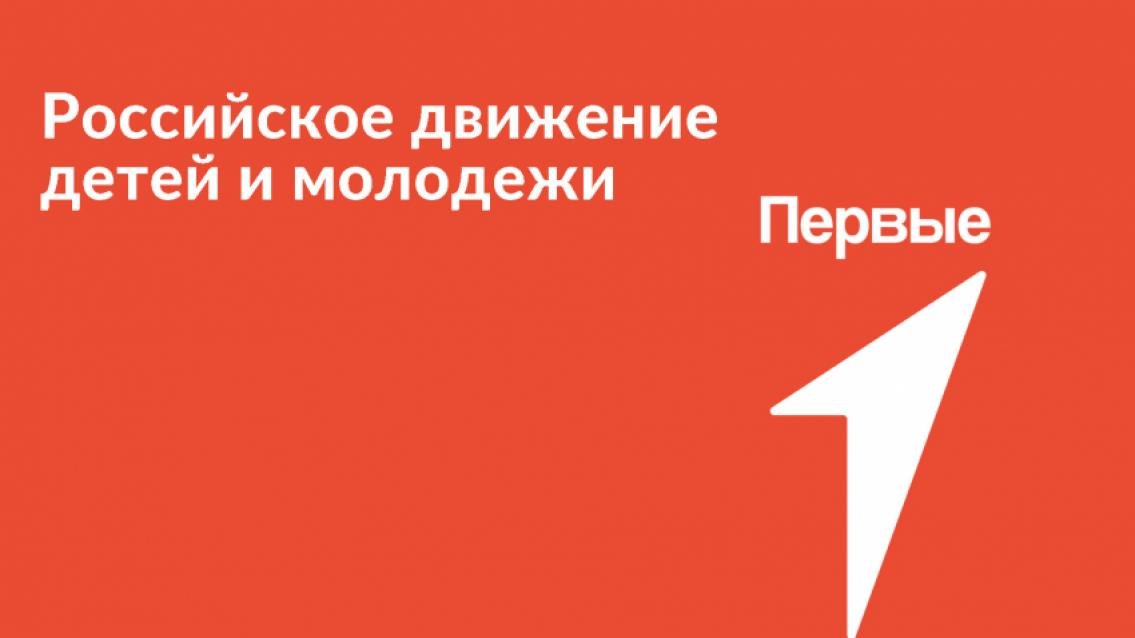 Российское движение
детей и молодежи
Первые